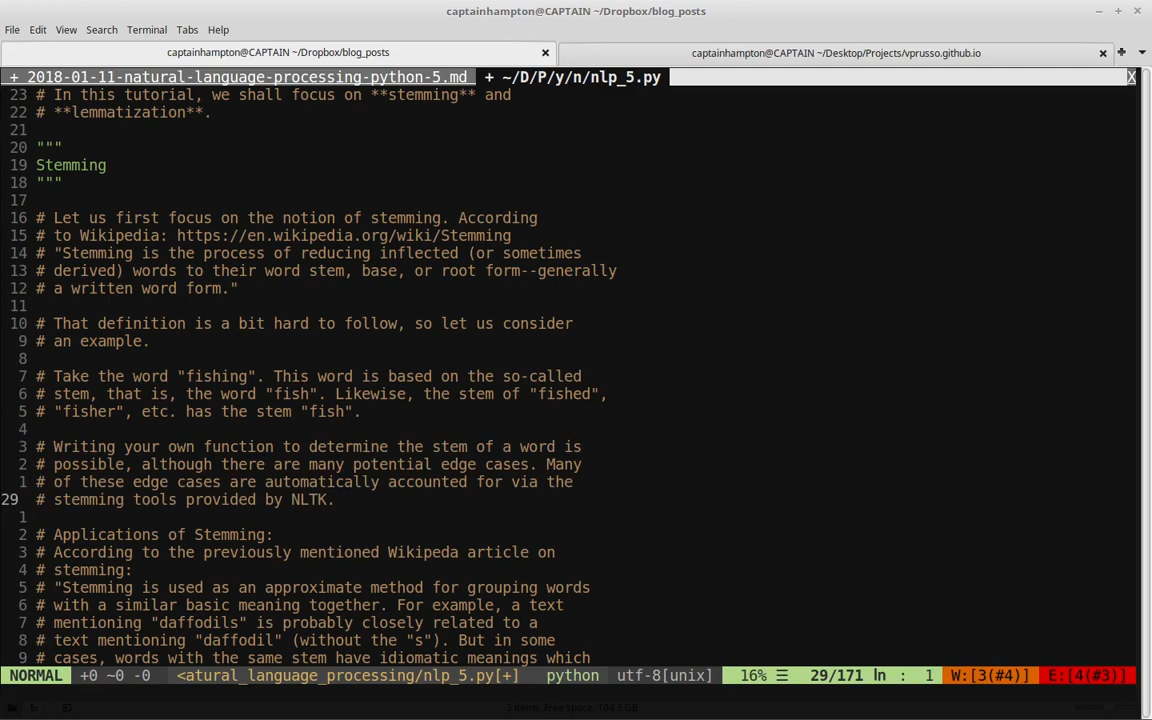 captainhampton@CAPTAIN ~/Dropbox/blog_posts
File Edit View Search Terminal Tabs Help
captainhampton@CAPTAIN ~/Dropbox/blog_posts captainhampton@CAPTAIN ~/Desktop/Projects/vprusso.github.io
+ 2018-01-11-natural-language-processing-python-5.md + ~/D/P/y/n/nlp_5.py X
23 # In this tutorial, we shall focus on **stemming** and
22 # **lemmatization**.
21
20 """
19 Stemming
18 """
17
16 # Let us first focus on the notion of stemming. According
15 # to Wikipedia: https://en.wikipedia.org/wiki/Stemming
14 # "Stemming is the process of reducing inflected (or sometimes
13 # derived) words to their word stem, base, or root form--generally
12 # a written word form."
11
10 # That definition is a bit hard to follow, so let us consider
9 # an example.
8
7 # Take the word "fishing". This word is based on the so-called
6 # stem, that is, the word "fish". Likewise, the stem of "fished",
5 # "fisher", etc. has the stem "fish".
4
3 # Writing your own function to determine the stem of a word is
2 # possible, although there are many potential edge cases. Many
1 # of these edge cases are automatically accounted for via the
29 # stemming tools provided by NLTK.
1
2 # Applications of Stemming:
3 # According to the previously mentioned Wikipeda article on
4 # stemming:
5 # "Stemming is used as an approximate method for grouping words
6 # with a similar basic meaning together. For example, a text
7 # mentioning "daffodils" is probably closely related to a
8 # text mentioning "daffodil" (without the "s"). But in some
9 # cases, words with the same stem have idiomatic meanings which
NORMAL +0 ~0 -0 <atural_language_processing/nlp_5.py[+] python utf-8[unix] 16% ☰ 29/171 ln : 1 W:[3(#4)] E:[4(#3)]
3 items, Free space: 104.3 GB